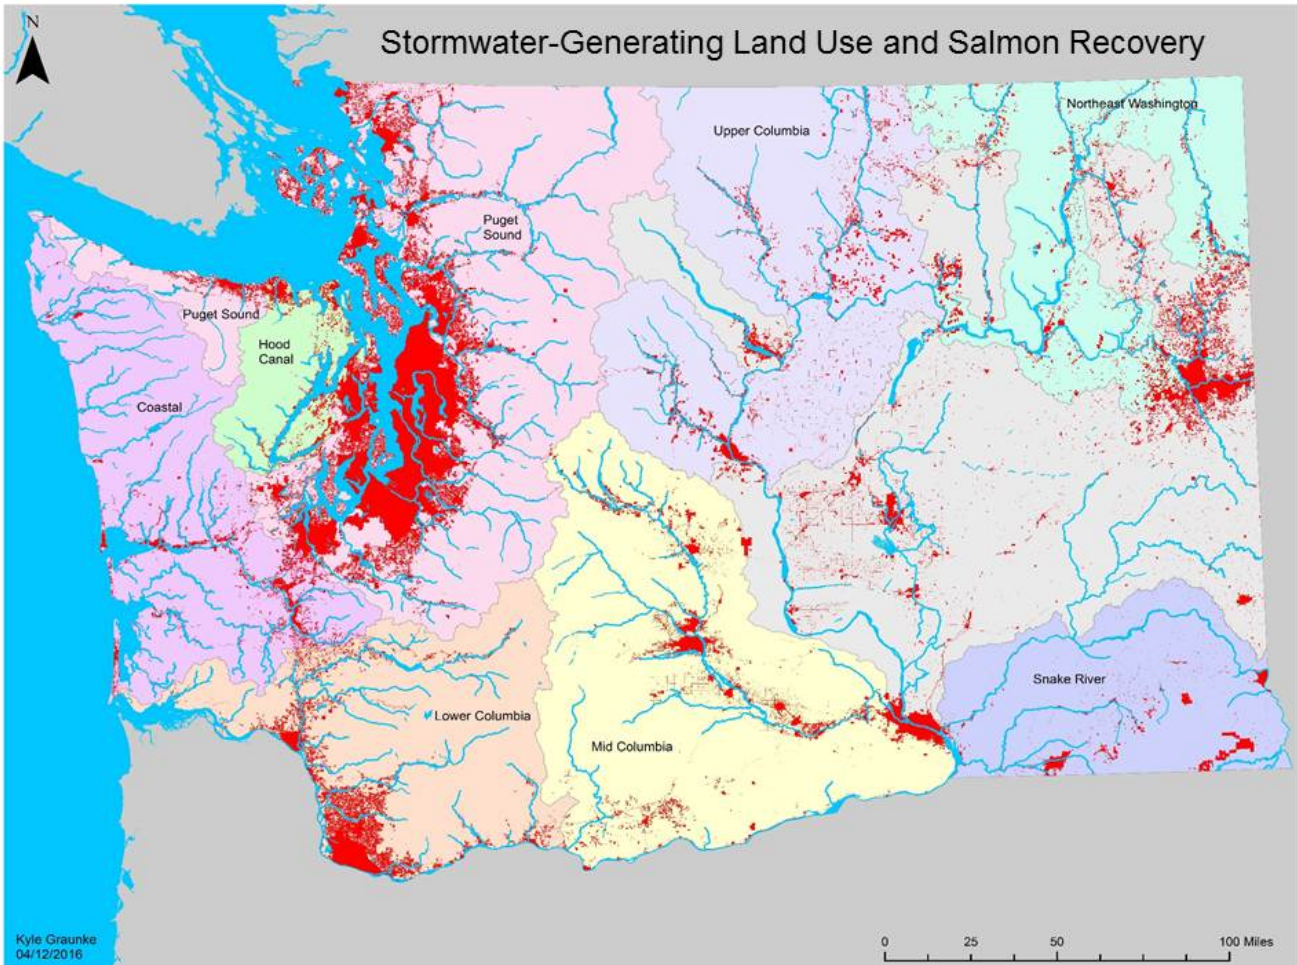 Stormwater-Generating Land Use and Salmon Recovery
N
Northeast Washington
Upper Columbia
Puget
Sound
Puget Sound
Hood
Canal
Coastal
Snake River
Lower Columbia
Mid Columbia
Kyle Graunke
04/12/2016
0 25 50 100 Miles